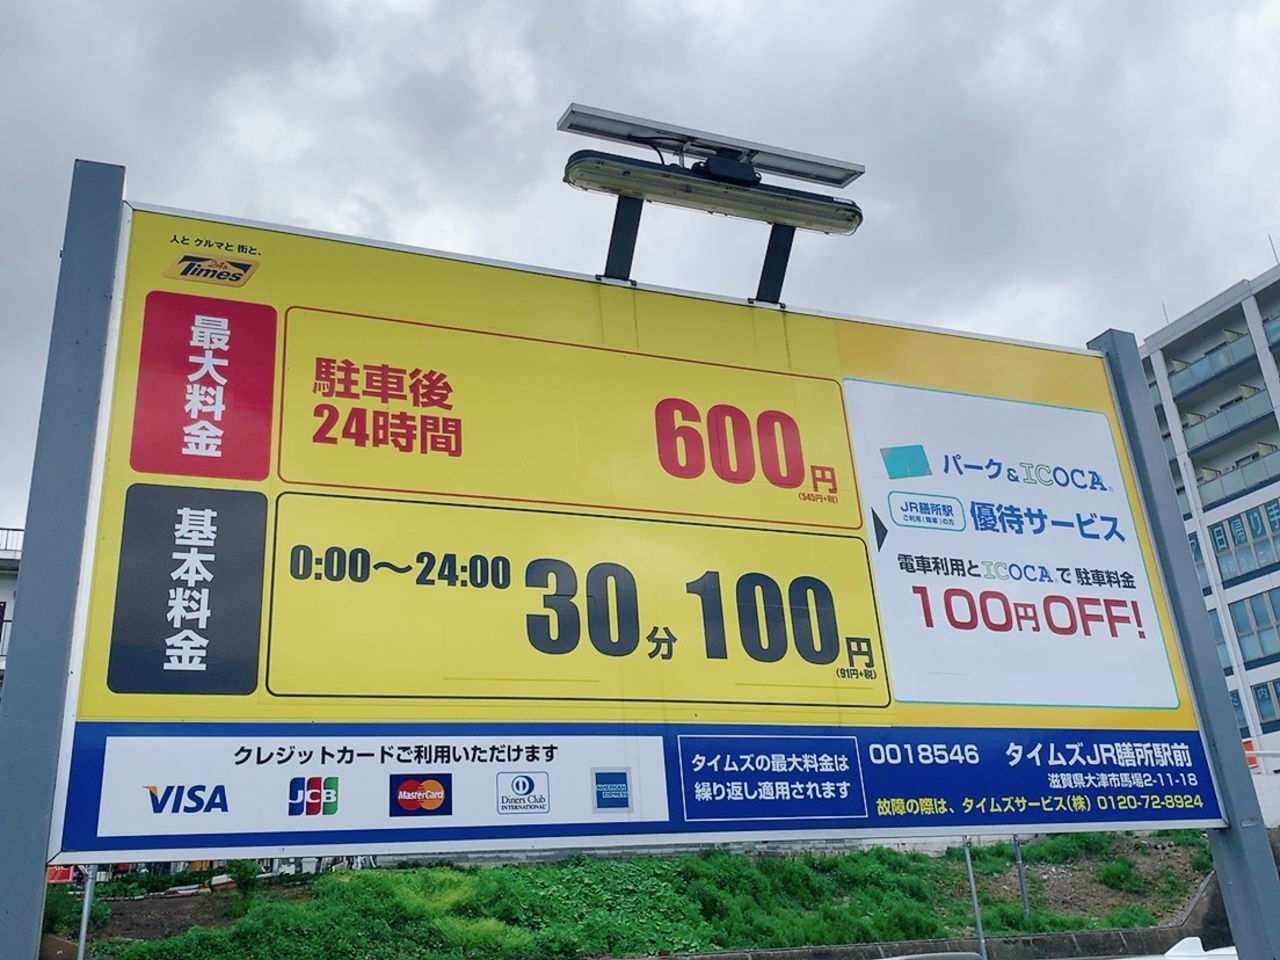 人と クルマと 街と、
24h Times
最大料金
駐車後
24時間
600円
(545円+税)
基本料金
0:00〜24:00 30分 100円
(91円+税)
パーク&ICOCA
JR膳所駅
ご利用(降車)の方
優待サービス
電車利用とICOCAで駐車料金
100円OFF!
クレジットカードご利用いただけます
VISA
JCB
MasterCard
Diners Club
INTERNATIONAL
AMERICAN
EXPRESS
タイムズの最大料金は
繰り返し適用されます
0018546 タイムズJR膳所駅前
滋賀県大津市馬場2-11-18
故障の際は、タイムズサービス(株) 0120-72-8924